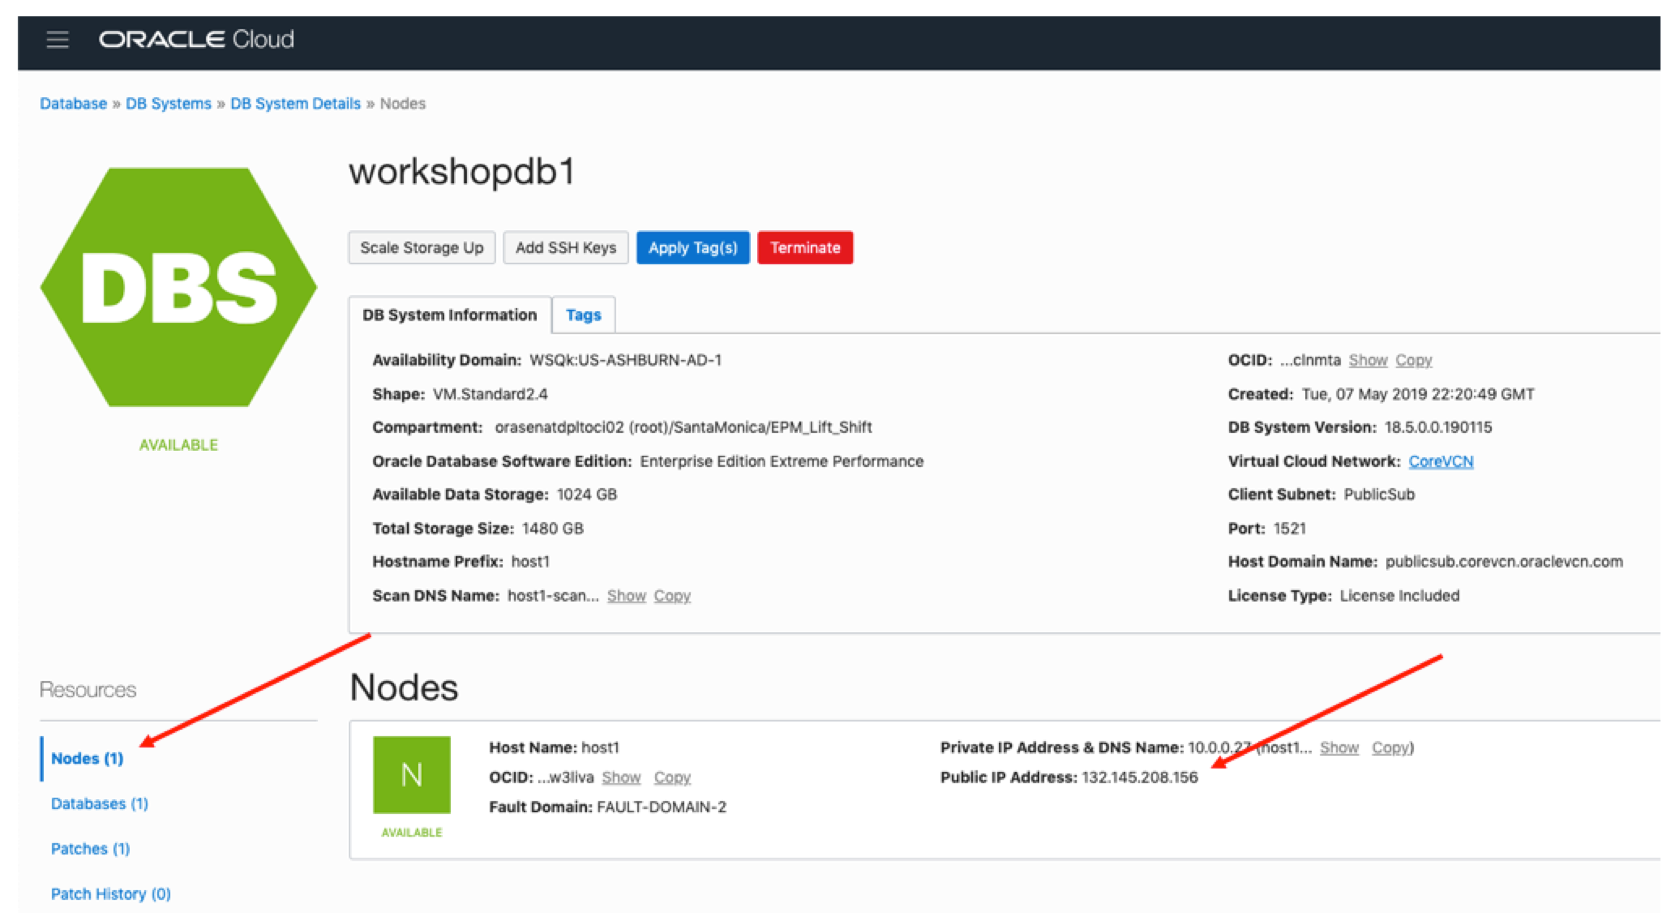 ORACLE Cloud
Database » DB Systems » DB System Details » Nodes
DBS
AVAILABLE
workshopdb1
Scale Storage Up Add SSH Keys Apply Tag(s) Terminate
DB System Information Tags
Availability Domain: WSQk:US-ASHBURN-AD-1
Shape: VM.Standard2.4
Compartment: orasenatdpltoci02 (root)/SantaMonica/EPM_Lift_Shift
Oracle Database Software Edition: Enterprise Edition Extreme Performance
Available Data Storage: 1024 GB
Total Storage Size: 1480 GB
Hostname Prefix: host1
Scan DNS Name: host1-scan... Show Copy
OCID: ...clnmta Show Copy
Created: Tue, 07 May 2019 22:20:49 GMT
DB System Version: 18.5.0.0.190115
Virtual Cloud Network: CoreVCN
Client Subnet: PublicSub
Port: 1521
Host Domain Name: publicsub.corevcn.oraclevcn.com
License Type: License Included
Resources
Nodes (1)
Databases (1)
Patches (1)
Patch History (0)
Nodes
N
AVAILABLE
Host Name: host1
OCID: ...w3liva Show Copy
Fault Domain: FAULT-DOMAIN-2
Private IP Address & DNS Name: 10.0.0.27 (host1... Show Copy)
Public IP Address: 132.145.208.156